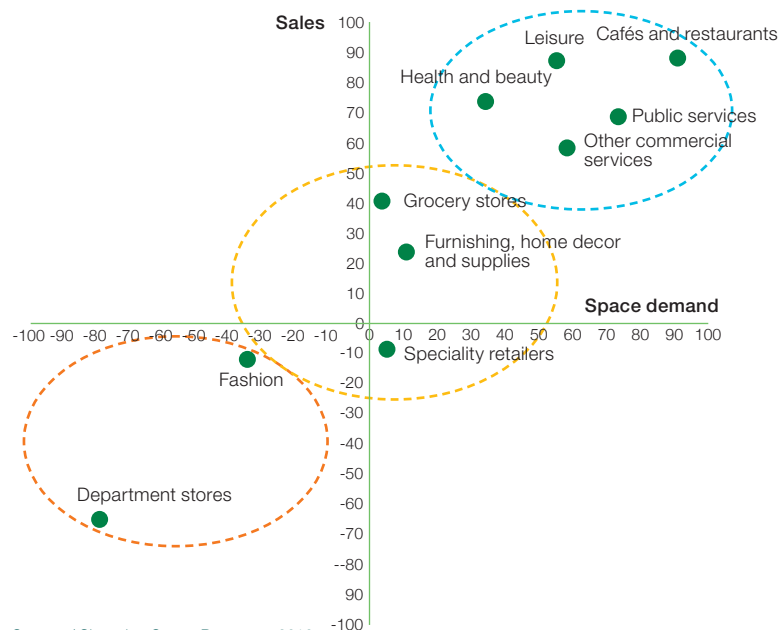 Sales
100
90
80
70
60
50
40
30
20
10
0
-10
-20
-30
-40
-50
-60
-70
--80
90
-100
Leisure
Cafés and restaurants
Health and beauty
Public services
Other commercial
services
Grocery stores
Furnishing, home decor
and supplies
Space demand
-100 -90 -80 -70 -60 -50 -40 -30 -20 -10 0 10 20 30 40 50 60 70 80 90 100
Speciality retailers
Fashion
Department stores